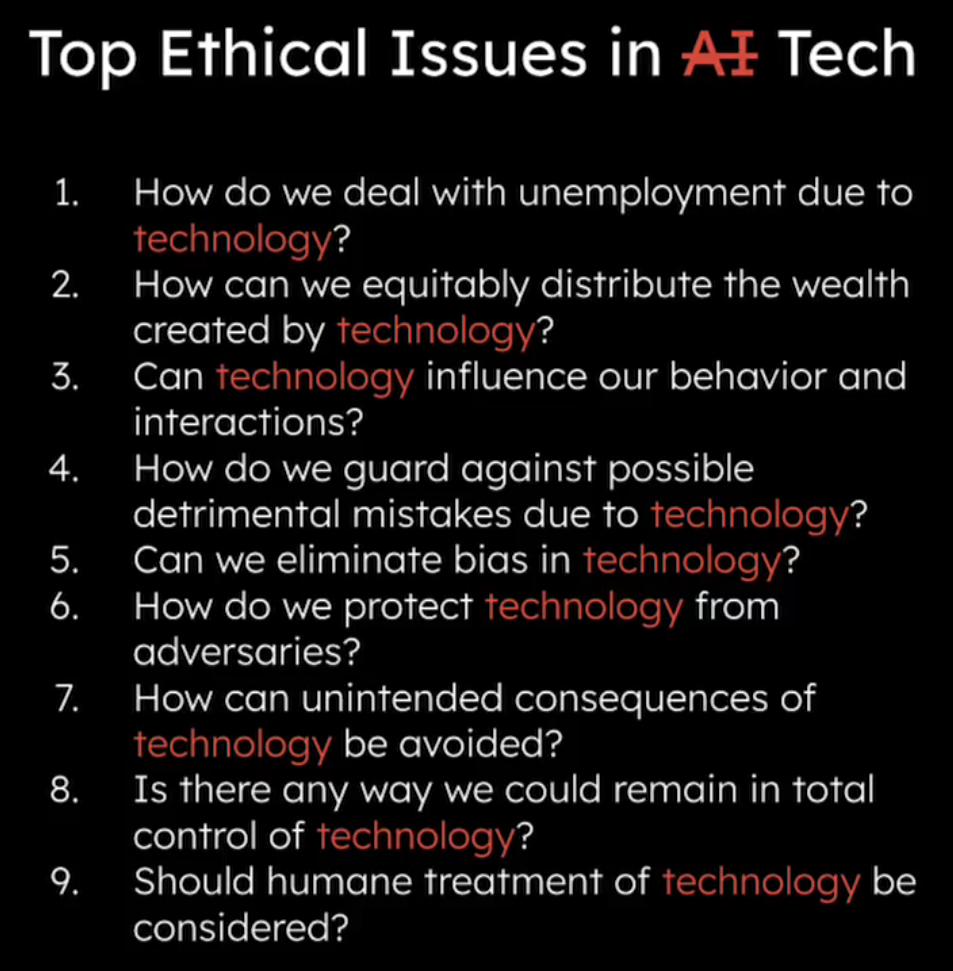 Top Ethical Issues in AI Tech
1. How do we deal with unemployment due to
technology?
2. How can we equitably distribute the wealth
created by technology?
3. Can technology influence our behavior and
interactions?
4. How do we guard against possible
detrimental mistakes due to technology?
5. Can we eliminate bias in technology?
6. How do we protect technology from
adversaries?
7. How can unintended consequences of
technology be avoided?
8. Is there any way we could remain in total
control of technology?
9. Should humane treatment of technology be
considered?